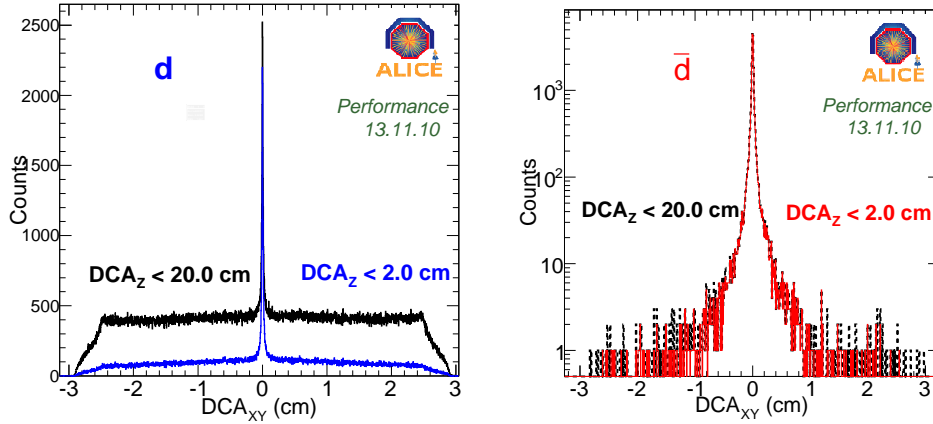 2500
2000
1500
1000
500
0
Counts
d
ALICE
Performance
13.11.10
DCAZ < 20.0 cm
DCAZ < 2.0 cm
-3 -2 -1 0 1 2 3
DCAXY (cm)
10³
10²
10
1
Counts
d̅
ALICE
Performance
13.11.10
DCAZ < 20.0 cm
DCAZ < 2.0 cm
-3 -2 -1 0 1 2 3
DCAXY (cm)